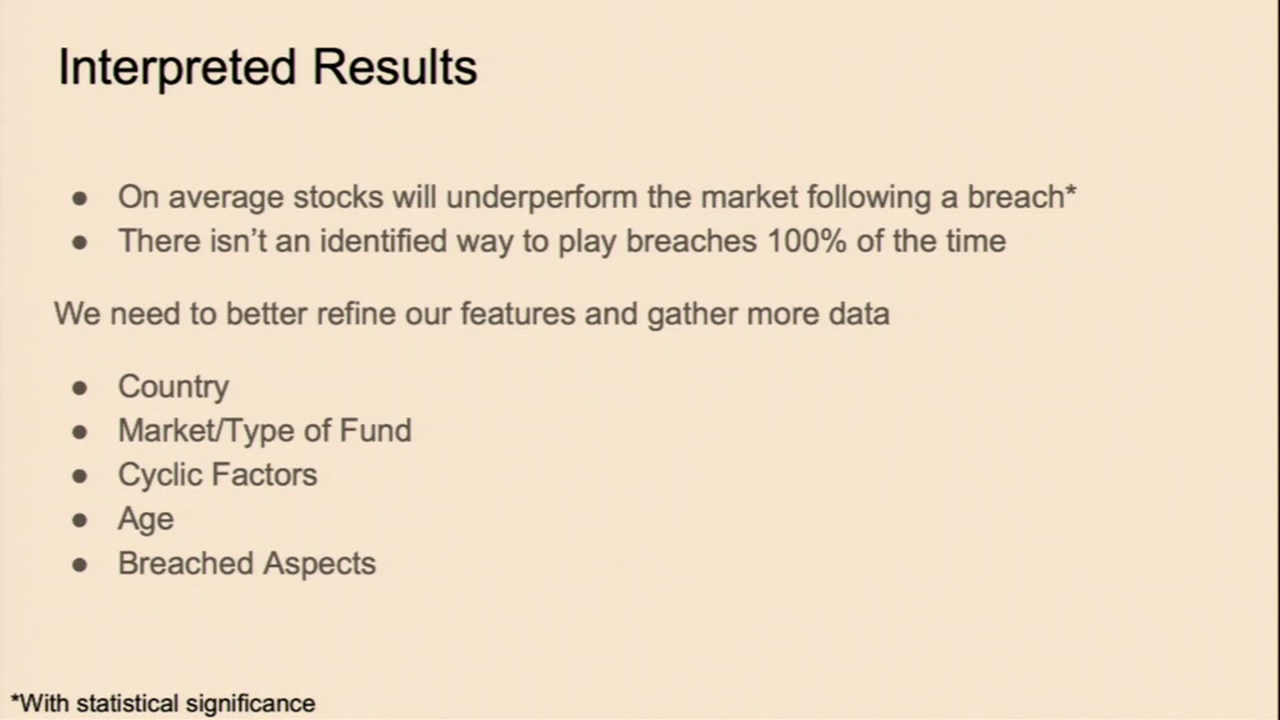 Interpreted Results
● On average stocks will underperform the market following a breach*
● There isn’t an identified way to play breaches 100% of the time
We need to better refine our features and gather more data
● Country
● Market/Type of Fund
● Cyclic Factors
● Age
● Breached Aspects
*With statistical significance